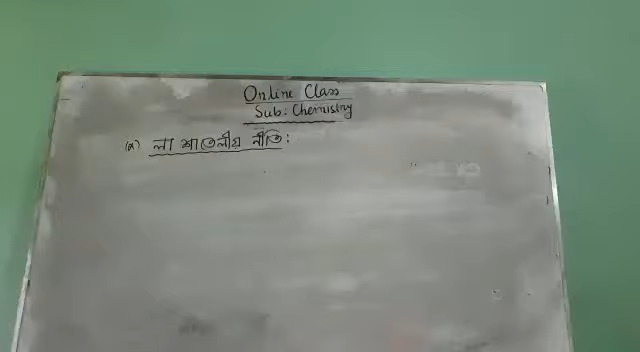 Online Class
Sub: Chemistry
(*) লা শাতেলীয় নীতি: